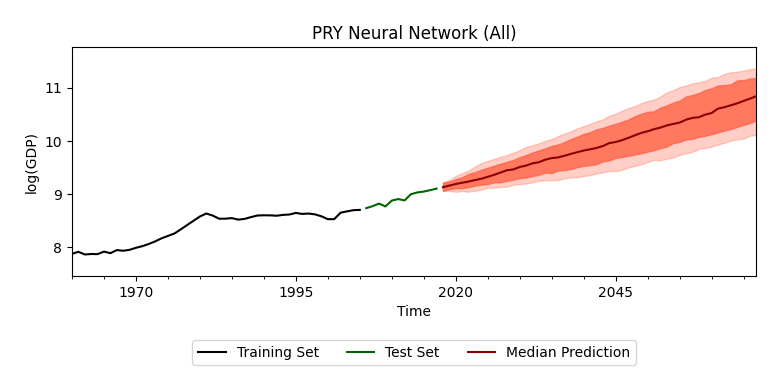 PRY Neural Network (All)
log(GDP)
11
10
9
8
1970 1995 2020 2045
Time
Training Set Test Set Median Prediction